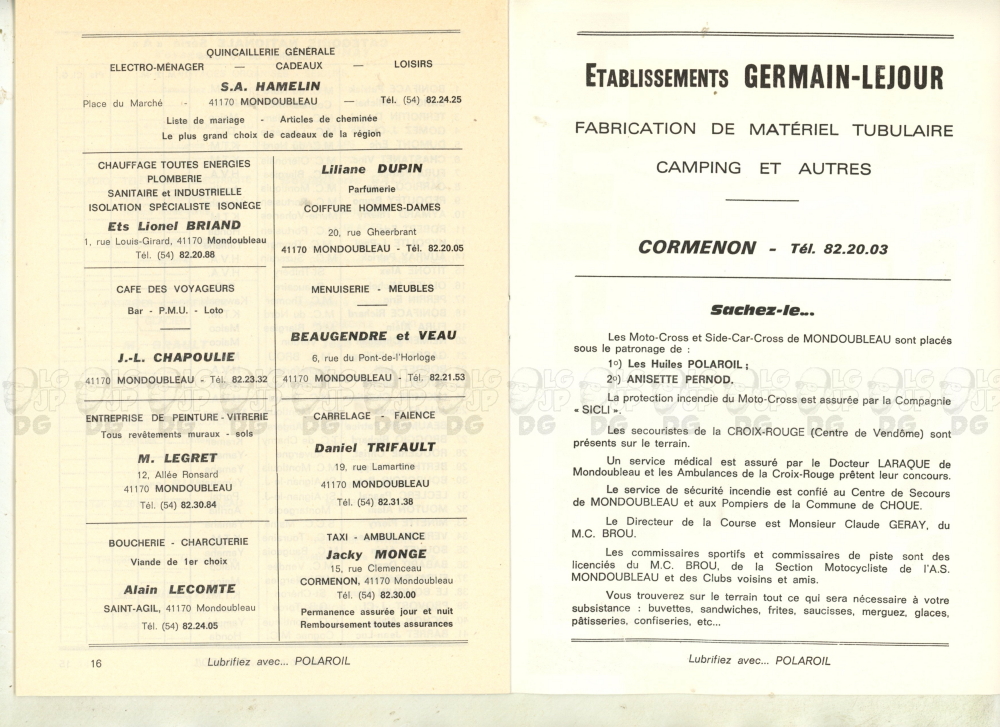 QUINCAILLERIE GÉNÉRALE
ELECTRO-MÉNAGER — CADEAUX — LOISIRS
S.A. HAMELIN
Place du Marché - 41170 MONDOUBLEAU — Tél. (54) 82.24.25
Liste de mariage - Articles de cheminée
Le plus grand choix de cadeaux de la région
CHAUFFAGE TOUTES ENERGIES
PLOMBERIE
SANITAIRE et INDUSTRIELLE
ISOLATION SPÉCIALISTE ISONÈGE
Ets Lionel BRIAND
1, rue Louis-Girard, 41170 Mondoubleau
Tél. (54) 82.20.88
Liliane DUPIN
Parfumerie
COIFFURE HOMMES-DAMES
20, rue Gheerbrant
41170 MONDOUBLEAU - Tél. 82.20.05
CAFE DES VOYAGEURS
Bar - P.M.U. - Loto
J.-L. CHAPOULIE
41170 MONDOUBLEAU - Tél. 82.23.32
MENUISERIE - MEUBLES
BEAUGENDRE et VEAU
6, rue du Pont-de-l'Horloge
41170 MONDOUBLEAU - Tél. 82.21.53
ENTREPRISE DE PEINTURE - VITRERIE
Tous revêtements muraux - sols
M. LEGRET
12, Allée Ronsard
41170 MONDOUBLEAU
Tél. (54) 82.30.84
CARRELAGE - FAIENCE
Daniel TRIFAULT
19, rue Lamartine
41170 MONDOUBLEAU
Tél. (54) 82.31.38
BOUCHERIE - CHARCUTERIE
Viande de 1er choix
Alain LECOMTE
SAINT-AGIL, 41170 Mondoubleau
Tél. (54) 82.24.05
TAXI - AMBULANCE
Jacky MONGE
15, rue Clemenceau
CORMENON, 41170 Mondoubleau
Tél. (54) 82.30.00
Permanence assurée jour et nuit
Remboursement toutes assurances
16 Lubrifiez avec... POLAROIL
ETABLISSEMENTS GERMAIN-LEJOUR
FABRICATION DE MATÉRIEL TUBULAIRE
CAMPING ET AUTRES
CORMENON - Tél. 82.20.03
Sachez-le...
Les Moto-Cross et Side-Car-Cross de MONDOUBLEAU sont placés
sous le patronage de :
1º) Les Huiles POLAROIL ;
2º) ANISETTE PERNOD.
La protection incendie du Moto-Cross est assurée par la Compagnie
« SICLI ».
Les secouristes de la CROIX-ROUGE (Centre de Vendôme) sont
présents sur le terrain.
Un service médical est assuré par le Docteur LARAQUE de
Mondoubleau et les Ambulances de la Croix-Rouge prêtent leur concours.
Le service de sécurité incendie est confié au Centre de Secours
de MONDOUBLEAU et aux Pompiers de la Commune de CHOUE.
Le Directeur de la Course est Monsieur Claude GERAY, du
M.C. BROU.
Les commissaires sportifs et commissaires de piste sont des
licenciés du M.C. BROU, de la Section Motocycliste de l'A.S.
MONDOUBLEAU et des Clubs voisins et amis.
Vous trouverez sur le terrain tout ce qui sera nécessaire à votre
subsistance : buvettes, sandwiches, frites, saucisses, merguez, glaces,
pâtisseries, confiseries, etc...
Lubrifiez avec... POLAROIL